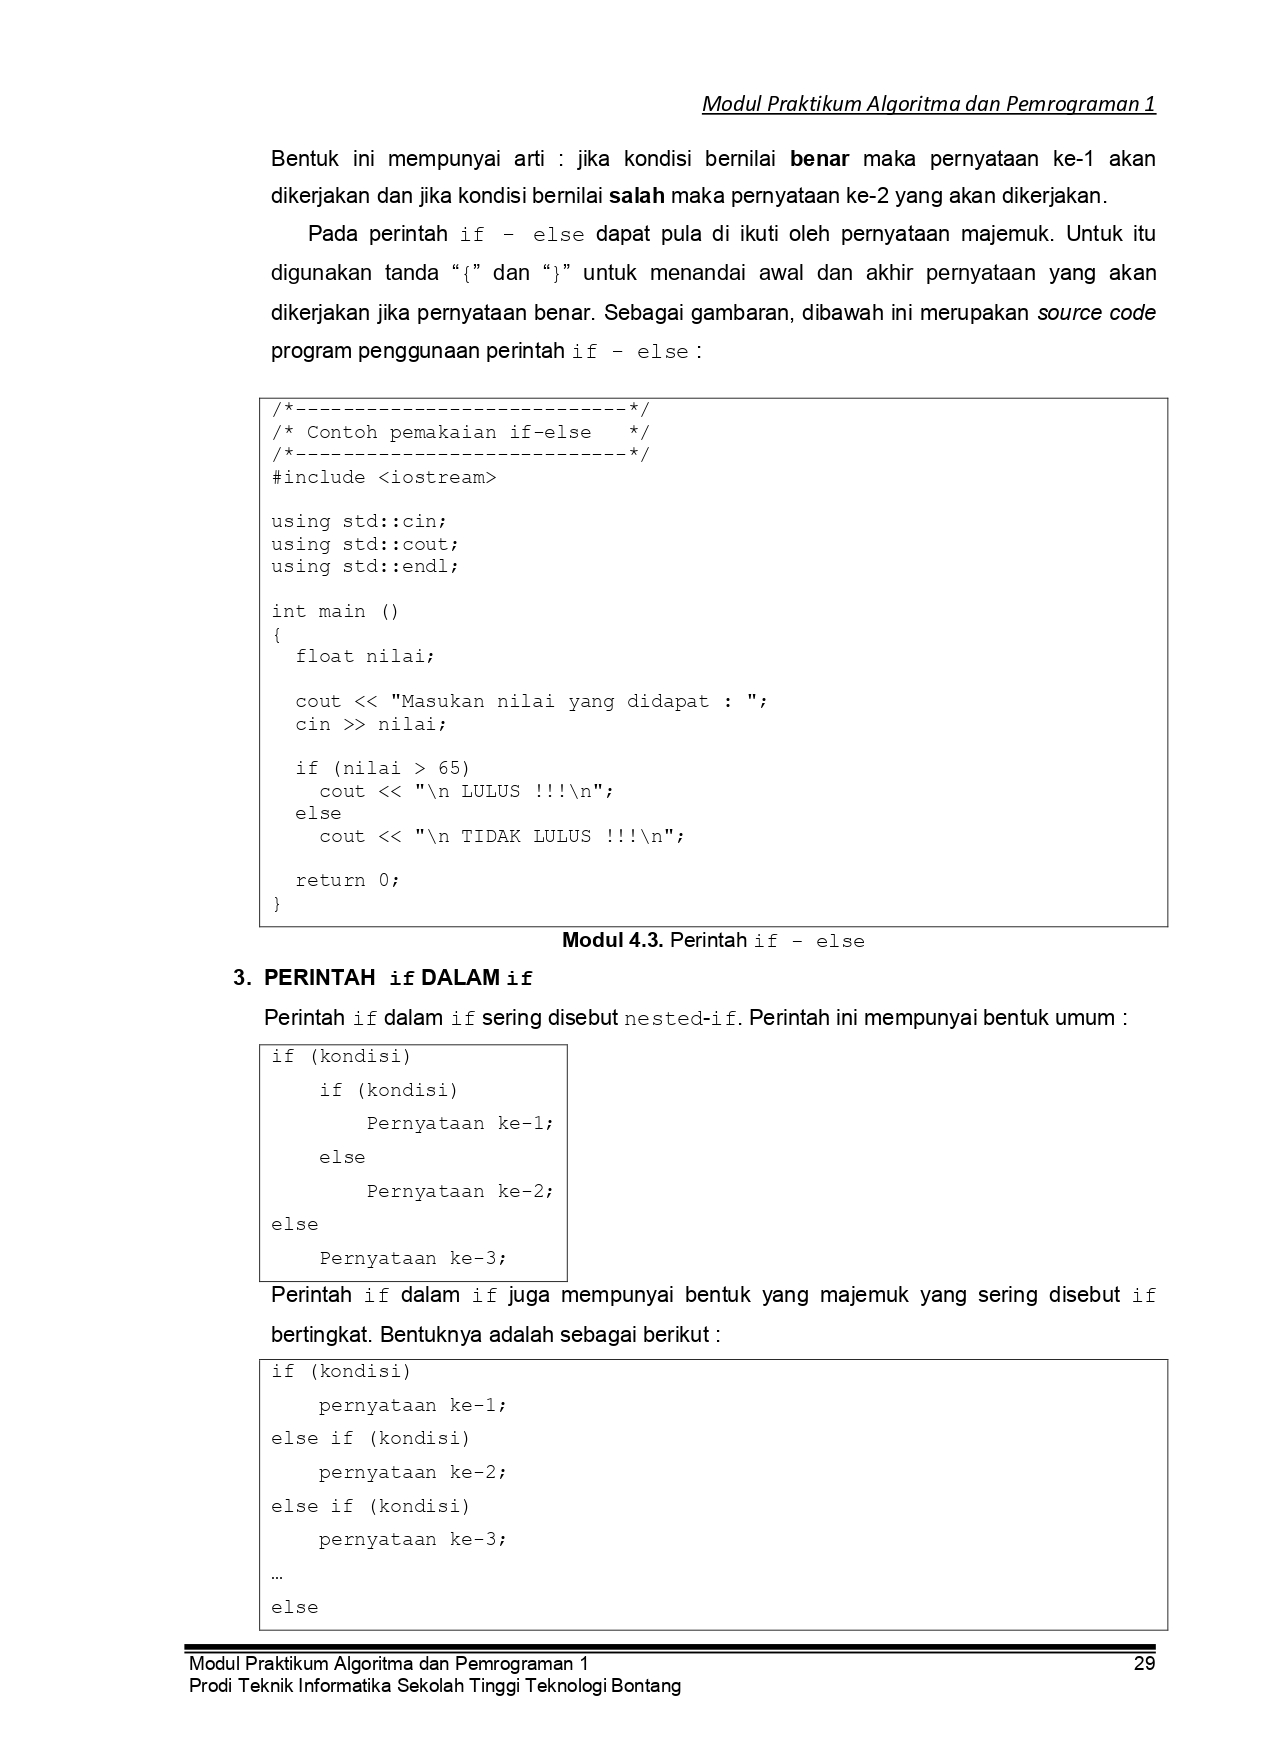 Modul Praktikum Algoritma dan Pemrograman 1
Bentuk ini mempunyai arti : jika kondisi bernilai benar maka pernyataan ke-1 akan
dikerjakan dan jika kondisi bernilai salah maka pernyataan ke-2 yang akan dikerjakan.
Pada perintah if – else dapat pula di ikuti oleh pernyataan majemuk. Untuk itu
digunakan tanda “{” dan “}” untuk menandai awal dan akhir pernyataan yang akan
dikerjakan jika pernyataan benar. Sebagai gambaran, dibawah ini merupakan source code
program penggunaan perintah if – else :
/*----------------------------*/
/* Contoh pemakaian if-else   */
/*----------------------------*/
#include <iostream>
using std::cin;
using std::cout;
using std::endl;
int main ()
{
  float nilai;
  cout << "Masukan nilai yang didapat : ";
  cin >> nilai;
  if (nilai > 65)
    cout << "\n LULUS !!!\n";
  else
    cout << "\n TIDAK LULUS !!!\n";
  return 0;
}
Modul 4.3. Perintah if – else
3. PERINTAH if DALAM if
Perintah if dalam if sering disebut nested-if. Perintah ini mempunyai bentuk umum :
if (kondisi)
    if (kondisi)
        Pernyataan ke-1;
    else
        Pernyataan ke-2;
else
    Pernyataan ke-3;
Perintah if dalam if juga mempunyai bentuk yang majemuk yang sering disebut if
bertingkat. Bentuknya adalah sebagai berikut :
if (kondisi)
    pernyataan ke-1;
else if (kondisi)
    pernyataan ke-2;
else if (kondisi)
    pernyataan ke-3;
…
else
Modul Praktikum Algoritma dan Pemrograman 1 29
Prodi Teknik Informatika Sekolah Tinggi Teknologi Bontang